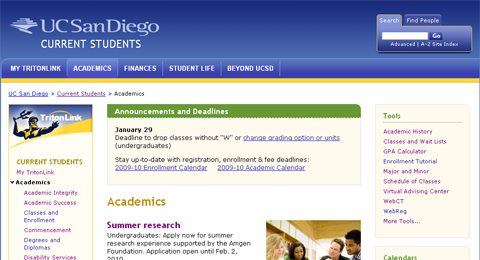 UC San Diego
CURRENT STUDENTS
Search
Find People
Go
Advanced | A-Z Site Index
MY TRITONLINK
ACADEMICS
FINANCES
STUDENT LIFE
BEYOND UCSD
UC San Diego > Current Students > Academics
TritonLink
CURRENT STUDENTS
My TritonLink
Academics
Academic Integrity
Academic Success
Classes and
Enrollment
Commencement
Degrees and
Diplomas
Disability Services
Announcements and Deadlines
January 29
Deadline to drop classes without "W" or change grading option or units
(undergraduates)
Stay up-to-date with registration, enrollment & fee deadlines:
2009-10 Enrollment Calendar 2009-10 Academic Calendar
Academics
Summer research
Undergraduates: Apply now for summer
research experience supported by the Amgen
Foundation. Application open until Feb. 2,
2010
Tools
Academic History
Classes and Wait Lists
GPA Calculator
Enrollment Tutorial
Major and Minor
Schedule of Classes
Virtual Advising Center
WebCT
WebReg
More Tools...
Calendars